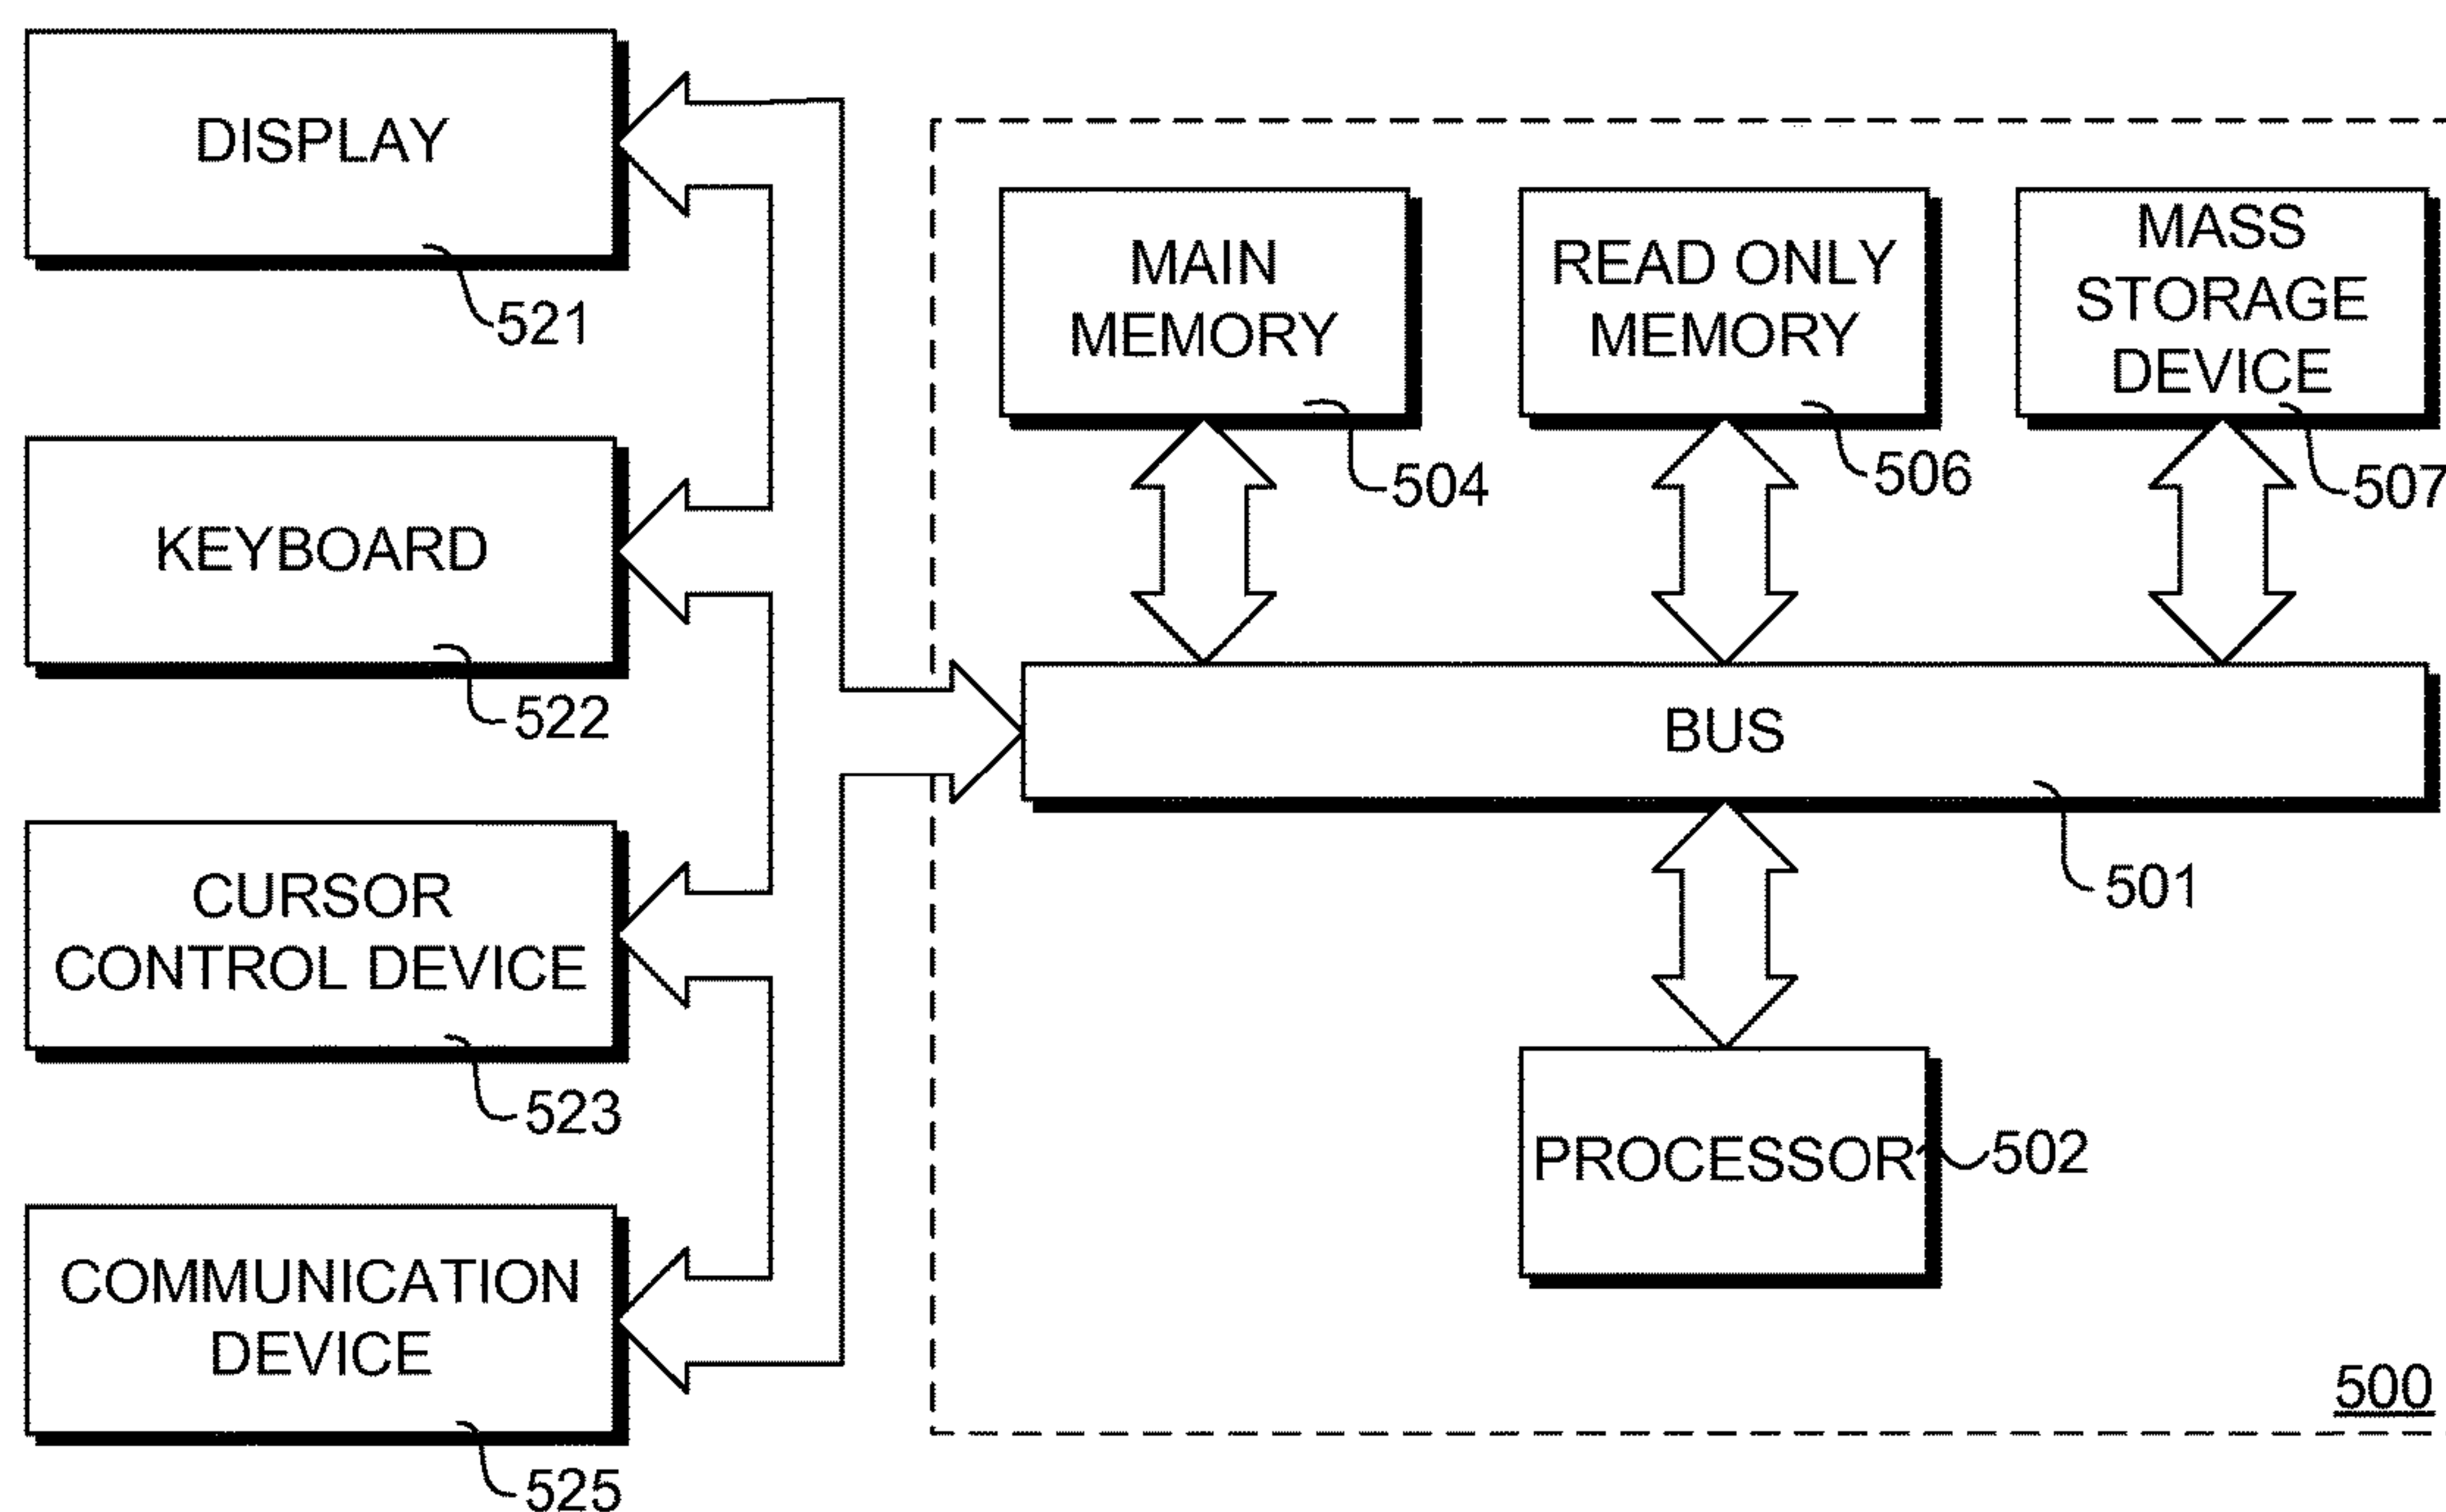 DISPLAY
521
KEYBOARD
522
CURSOR
CONTROL DEVICE
523
COMMUNICATION
DEVICE
525
MAIN
MEMORY
504
READ ONLY
MEMORY
506
MASS
STORAGE
DEVICE
507
BUS
501
PROCESSOR
502
500